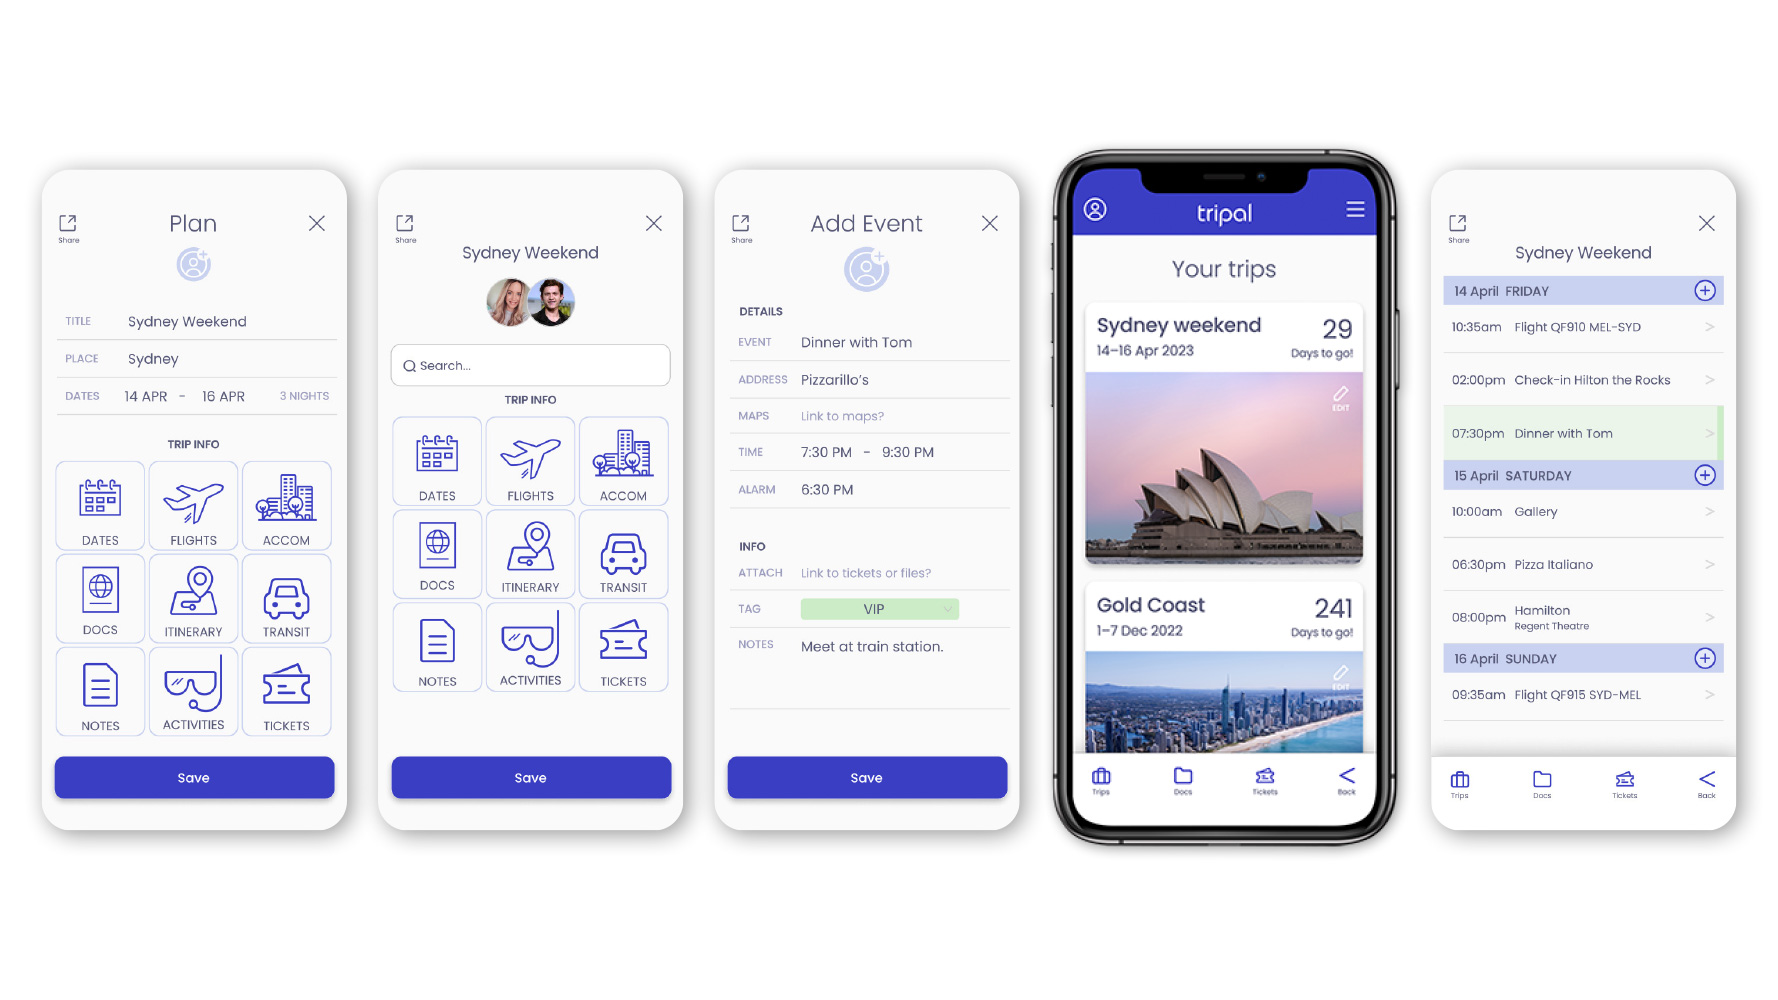 Share
Plan
TITLE Sydney Weekend
PLACE Sydney
DATES 14 APR - 16 APR 3 NIGHTS
TRIP INFO
DATES FLIGHTS ACCOM
DOCS ITINERARY TRANSIT
NOTES ACTIVITIES TICKETS
Save
Share
Sydney Weekend
Search...
TRIP INFO
DATES FLIGHTS ACCOM
DOCS ITINERARY TRANSIT
NOTES ACTIVITIES TICKETS
Save
Share
Add Event
DETAILS
EVENT Dinner with Tom
ADDRESS Pizzarillo's
MAPS Link to maps?
TIME 7:30 PM - 9:30 PM
ALARM 6:30 PM
INFO
ATTACH Link to tickets or files?
TAG VIP
NOTES Meet at train station.
Save
tripal
Your trips
Sydney weekend 29
14–16 Apr 2023 Days to go!
EDIT
Gold Coast 241
1–7 Dec 2022 Days to go!
EDIT
Trips Docs Tickets Back
Share
Sydney Weekend
14 April FRIDAY
10:35am Flight QF910 MEL-SYD
02:00pm Check-in Hilton the Rocks
07:30pm Dinner with Tom
15 April SATURDAY
10:00am Gallery
06:30pm Pizza Italiano
08:00pm Hamilton
Regent Theatre
16 April SUNDAY
09:35am Flight QF915 SYD-MEL
Trips Docs Tickets Back